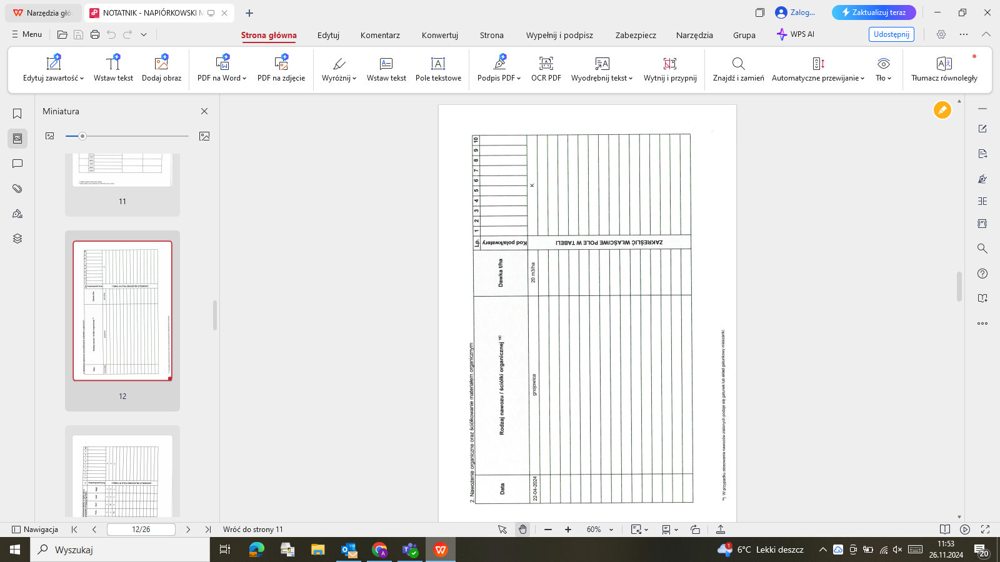 Narzędzia głó
NOTATNIK - NAPIÓRKOWSKI M
Zalog...
Zaktualizuj teraz
Menu
Strona główna
Edytuj
Komentarz
Konwertuj
Strona
Wypełnij i podpisz
Zabezpiecz
Narzędzia
Grupa
WPS AI
Udostępnij
Edytuj zawartość
Wstaw tekst
Dodaj obraz
PDF na Word
PDF na zdjęcie
Wyróżnij
Wstaw tekst
Pole tekstowe
Podpis PDF
OCR PDF
Wyodrębnij tekst
Wytnij i przypnij
Znajdź i zamień
Automatyczne przewijanie
Tło
Tłumacz równoległy
Miniatura
11
12
2. Nawożenie organiczne oraz ściółkowanie materiałem organicznym
Data
Rodzaj nawozu / ściółki organicznej
Dawka t/ha
Lp.
1 2 3 4 5 6 7 8 9 10
Kod pola/kwatery
ZAKREŚLIĆ WŁAŚCIWE POLE W TABELI
22-04-2024
gnojowica
20 m3/ha
K
W przypadku stosowania nawozów zielonych podaje się gatunek lub skład gatunkowy mieszanki.
Nawigacja
12/26
Wróć do strony 11
60%
Wyszukaj
1
6°C Lekki deszcz
11:53
26.11.2024
20